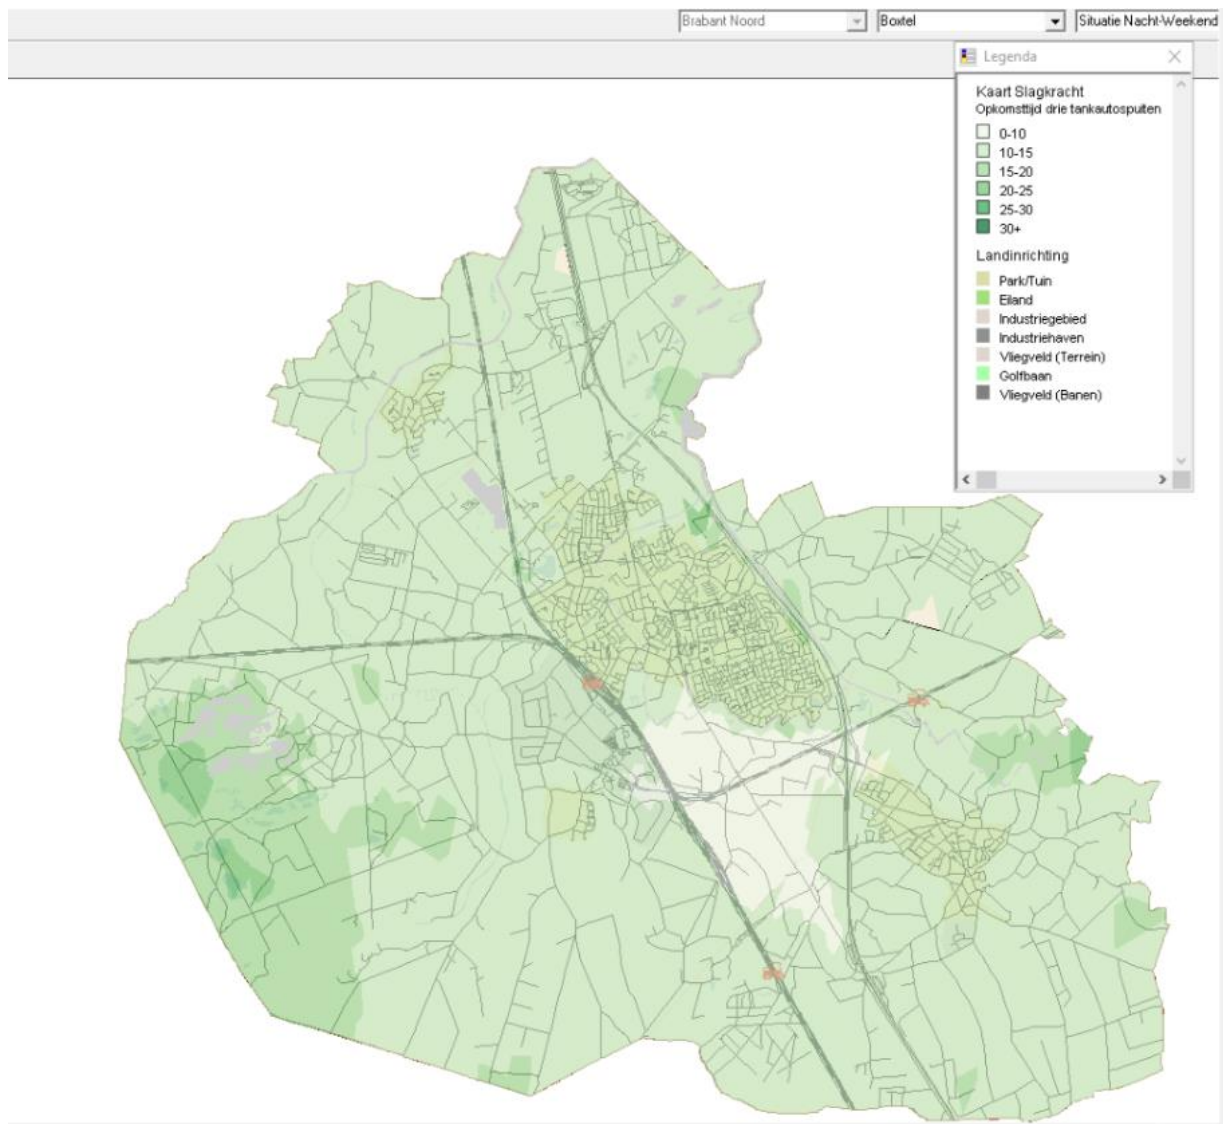 Brabant Noord
Boxtel
Situatie Nacht-Weekend
Legenda
Kaart Slagkracht
Opkomsttijd drie tankautospuiten
0-10
10-15
15-20
20-25
25-30
30+
Landinrichting
Park/Tuin
Eiland
Industriegebied
Industriehaven
Vliegveld (Terrein)
Golfbaan
Vliegveld (Banen)